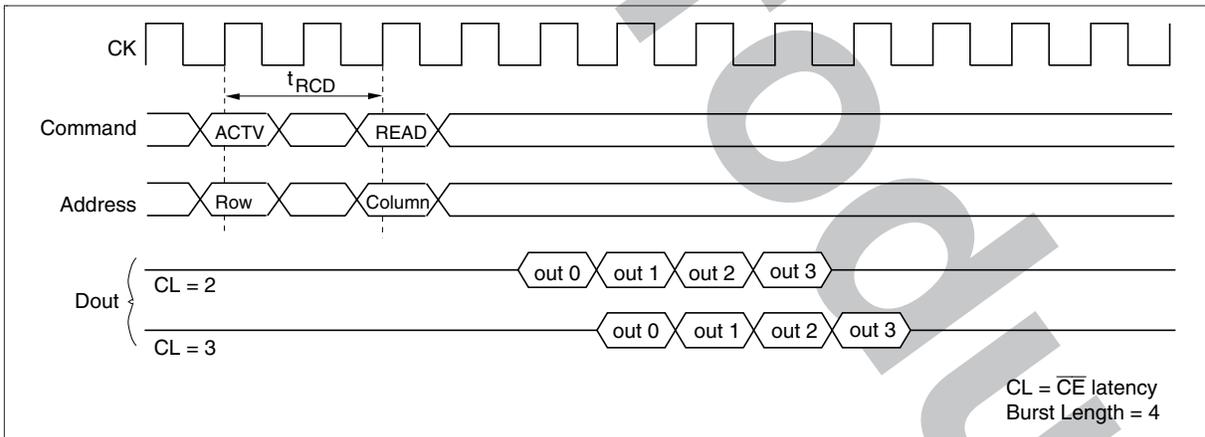 CK
tRCD
Command
ACTV
READ
Address
Row
Column
out 0
out 1
out 2
out 3
CL = 2
Dout
out 0
out 1
out 2
out 3
CL = 3
CL = C̅E̅ latency
Burst Length = 4